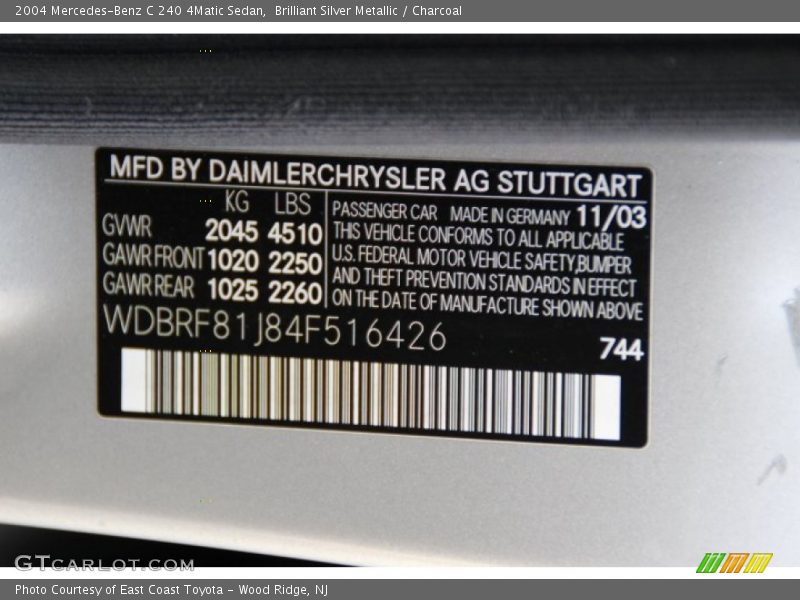 2004 Mercedes-Benz C 240 4Matic Sedan,  Brilliant Silver Metallic / Charcoal
MFD BY DAIMLERCHRYSLER AG STUTTGART
KG LBS
GVWR 2045 4510
GAWR FRONT 1020 2250
GAWR REAR 1025 2260
PASSENGER CAR MADE IN GERMANY 11/03
THIS VEHICLE CONFORMS TO ALL APPLICABLE
U.S. FEDERAL MOTOR VEHICLE SAFETY,BUMPER
AND THEFT PREVENTION STANDARDS IN EFFECT
ON THE DATE OF MANUFACTURE SHOWN ABOVE
WDBRF81J84F516426
744
GTCARLOT.COM
Photo Courtesy of East Coast Toyota - Wood Ridge, NJ